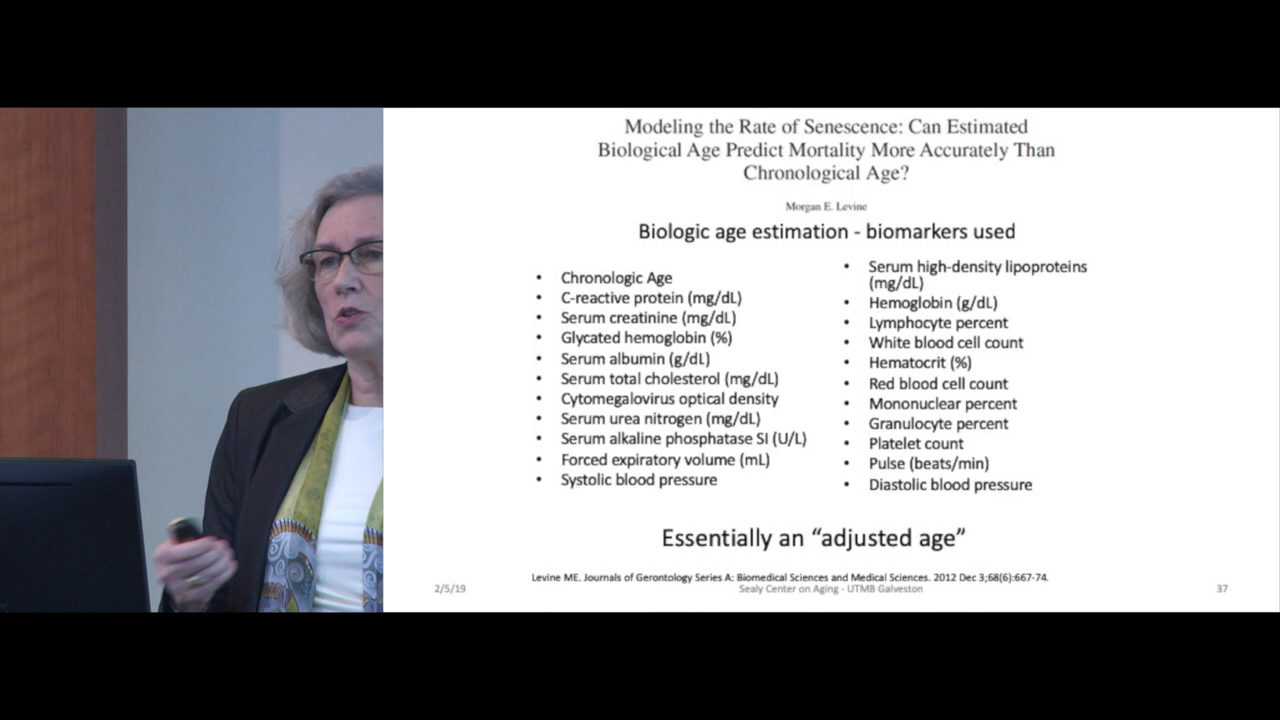 Modeling the Rate of Senescence: Can Estimated
Biological Age Predict Mortality More Accurately Than
Chronological Age?
Morgan E. Levine
Biologic age estimation - biomarkers used
• Chronologic Age
• C-reactive protein (mg/dL)
• Serum creatinine (mg/dL)
• Glycated hemoglobin (%)
• Serum albumin (g/dL)
• Serum total cholesterol (mg/dL)
• Cytomegalovirus optical density
• Serum urea nitrogen (mg/dL)
• Serum alkaline phosphatase SI (U/L)
• Forced expiratory volume (mL)
• Systolic blood pressure
• Serum high-density lipoproteins
(mg/dL)
• Hemoglobin (g/dL)
• Lymphocyte percent
• White blood cell count
• Hematocrit (%)
• Red blood cell count
• Mononuclear percent
• Granulocyte percent
• Platelet count
• Pulse (beats/min)
• Diastolic blood pressure
Essentially an “adjusted age”
Levine ME. Journals of Gerontology Series A: Biomedical Sciences and Medical Sciences. 2012 Dec 3;68(6):667-74.
2/5/19
Sealy Center on Aging - UTMB Galveston
37